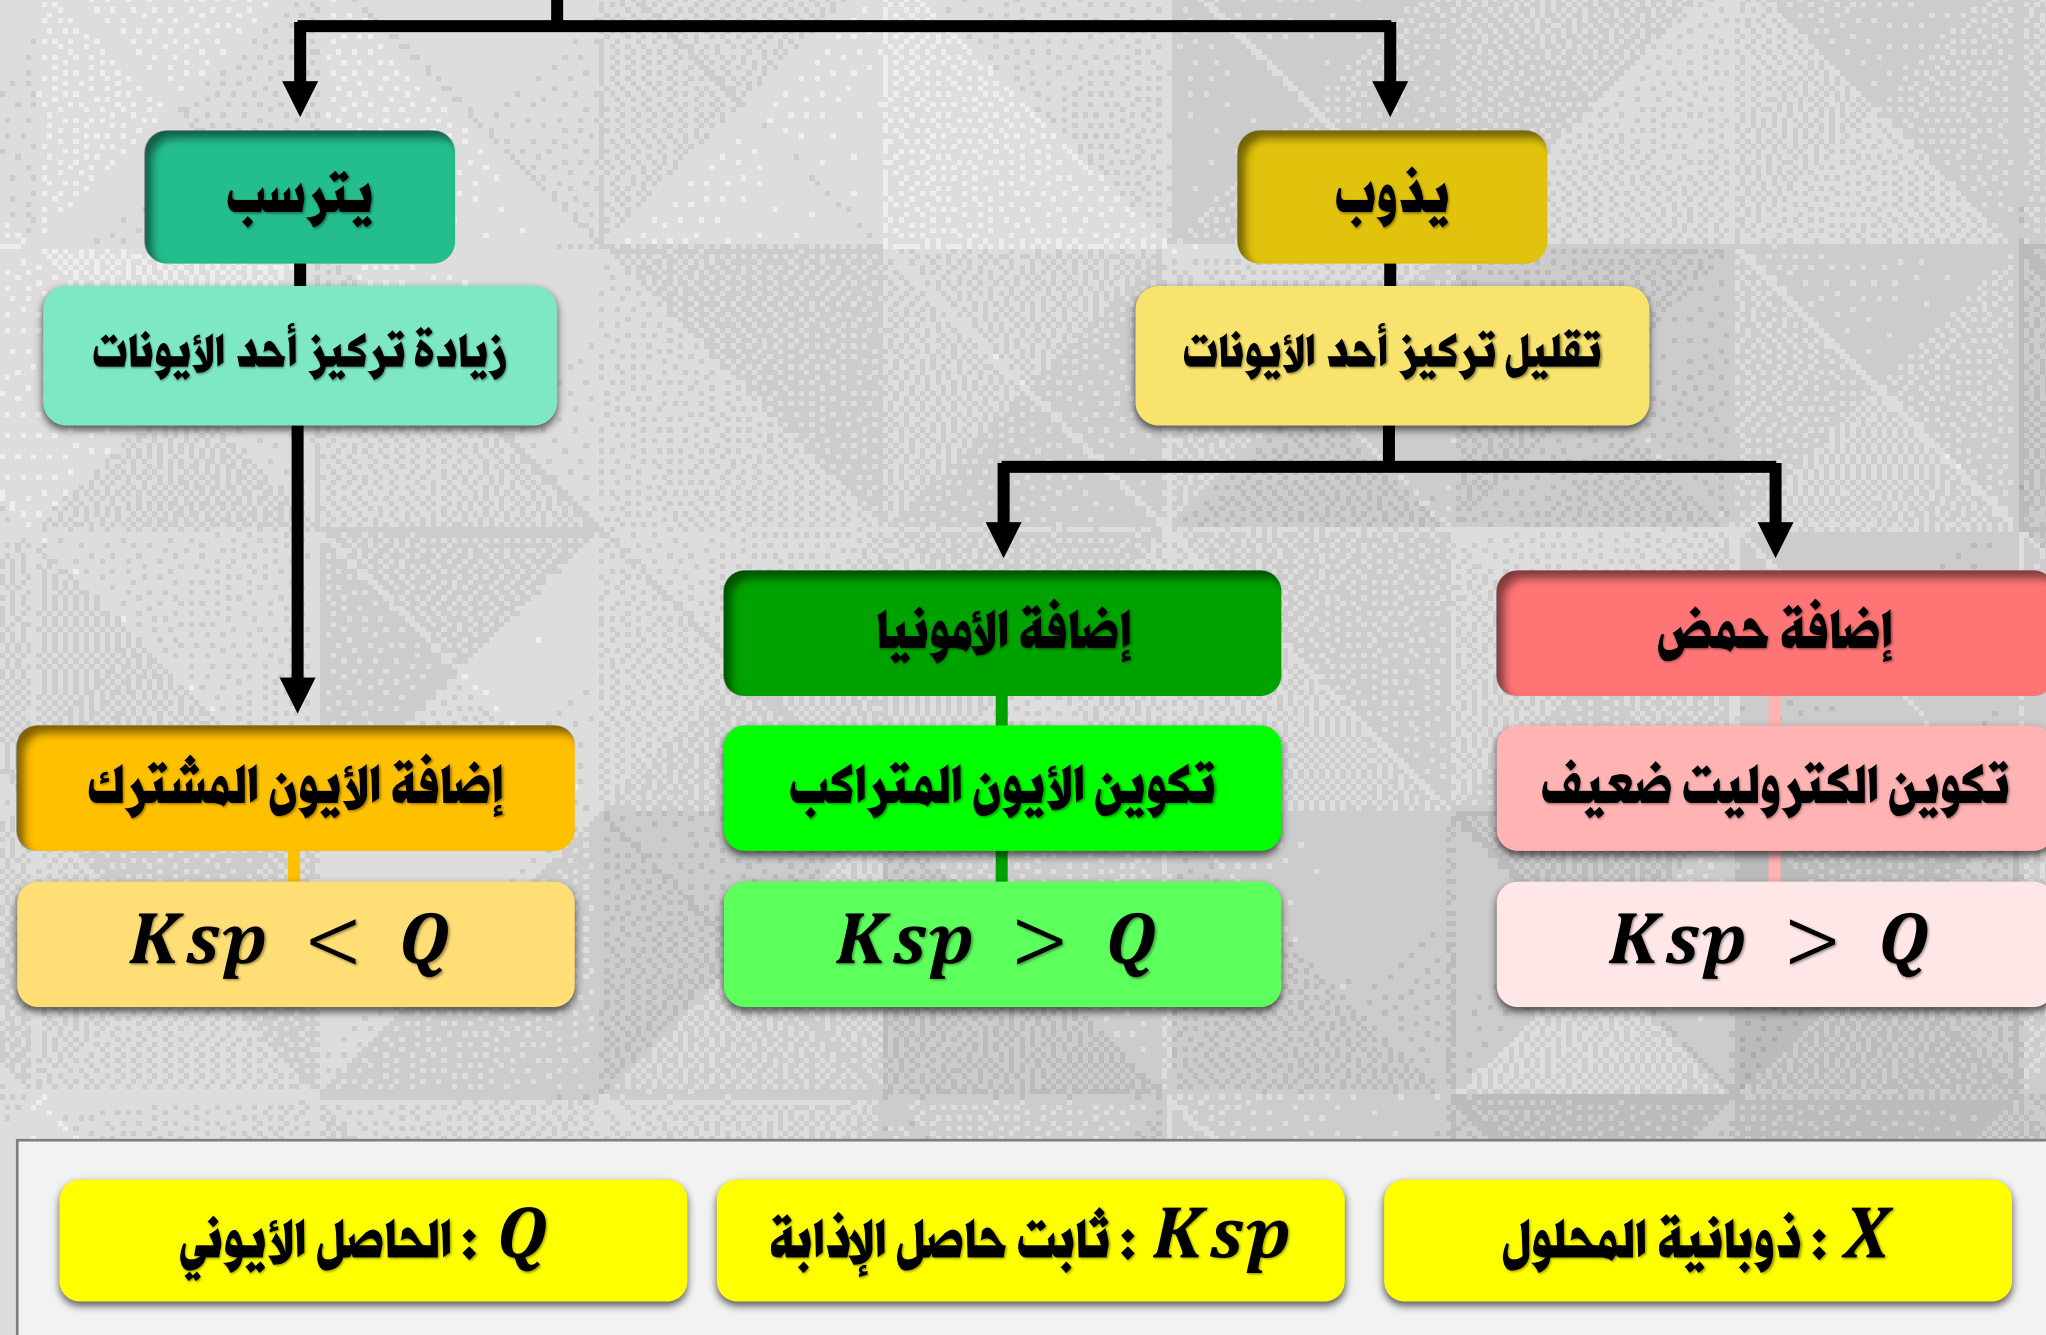 يذوب
يترسب
تقليل تركيز أحد الأيونات
زيادة تركيز أحد الأيونات
إضافة حمض
إضافة الأمونيا
تكوين الكتروليت ضعيف
تكوين الأيون المتراكب
إضافة الأيون المشترك
Ksp > Q
Ksp > Q
Ksp < Q
X : ذوبانية المحلول
Ksp : ثابت حاصل الإذابة
Q : الحاصل الأيوني